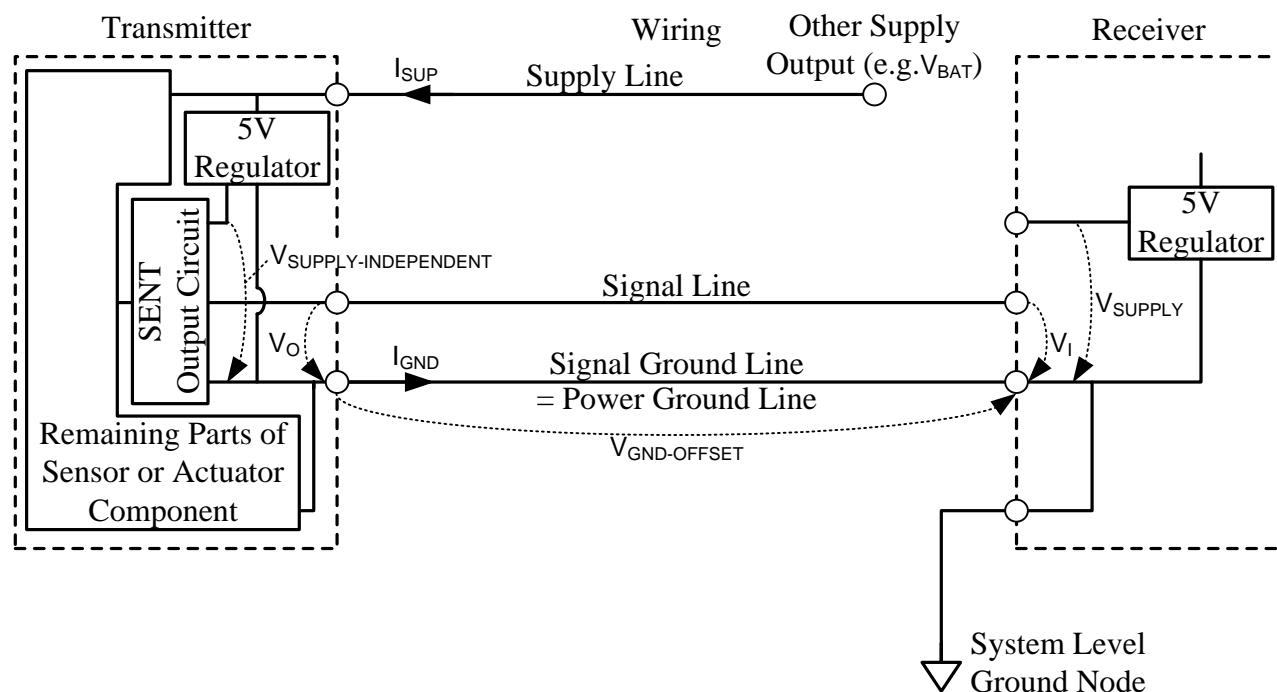 Transmitter
Wiring
Other Supply
Output (e.g.VBAT)
Receiver
ISUP
Supply Line
5V
Regulator
5V
Regulator
SENT
Output Circuit
VSUPPLY-INDEPENDENT
Signal Line
VSUPPLY
VO
VI
IGND
Signal Ground Line
= Power Ground Line
VGND-OFFSET
Remaining Parts of
Sensor or Actuator
Component
System Level
Ground Node